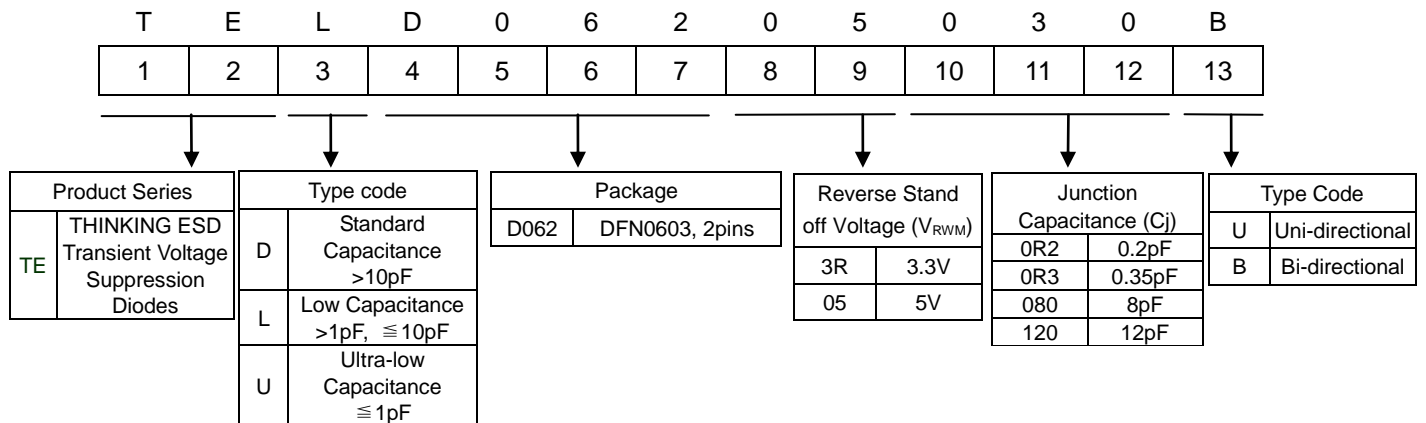 T E L D 0 6 2 0 5 0 3 0 B
1 2 3 4 5 6 7 8 9 10 11 12 13
Product Series
TE
THINKING ESD
Transient Voltage
Suppression
Diodes
Type code
D
Standard
Capacitance
>10pF
L
Low Capacitance
>1pF, ≦10pF
U
Ultra-low
Capacitance
≦1pF
Package
D062 DFN0603, 2pins
Reverse Stand
off Voltage (VRWM)
3R 3.3V
05 5V
Junction
Capacitance (Cj)
0R2 0.2pF
0R3 0.35pF
080 8pF
120 12pF
Type Code
U Uni-directional
B Bi-directional